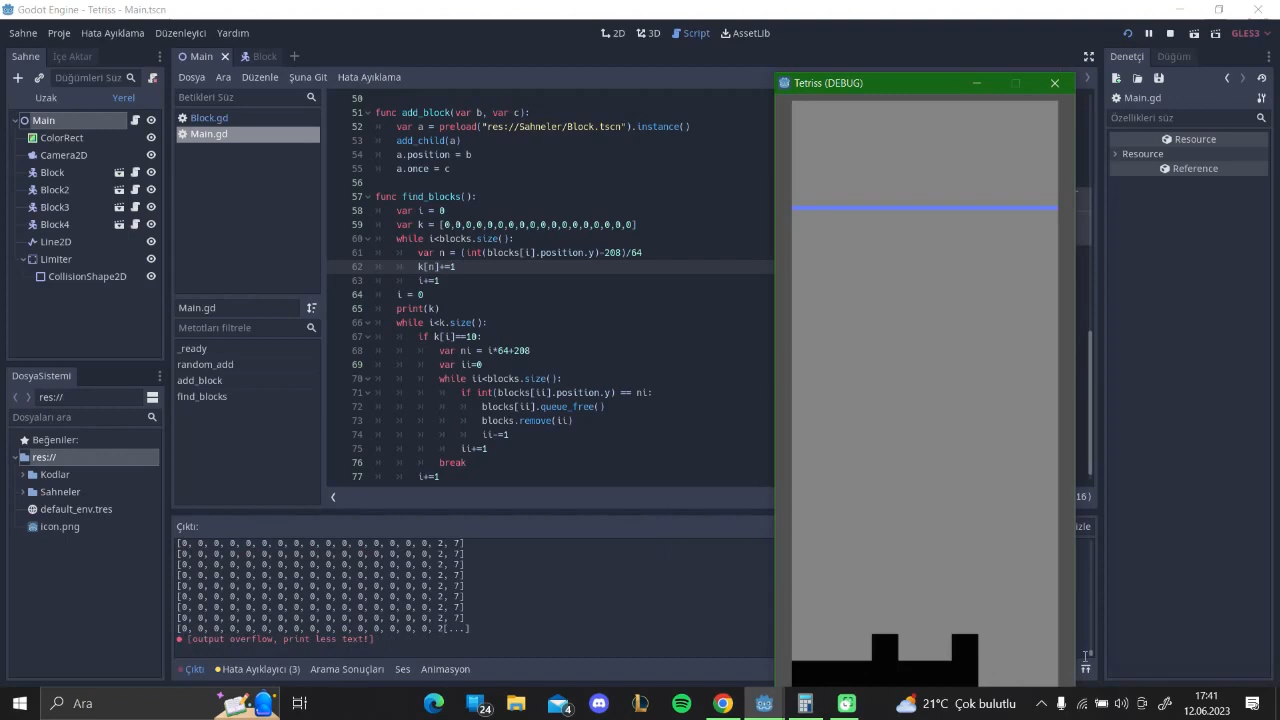 Godot Engine - Tetriss - Main.tscn
Sahne Proje Hata Ayıklama Düzenleyici Yardım
2D 3D Script AssetLib
GLES3
Sahne İçe Aktar
Düğümleri Süz
Uzak Yerel
Main
ColorRect
Camera2D
Block
Block2
Block3
Block4
Line2D
Limiter
CollisionShape2D
DosyaSistemi
res://
Dosyaları ara
Beğeniler:
res://
Kodlar
Sahneler
default_env.tres
icon.png
Main Block
Dosya Ara Düzenle Şuna Git Hata Ayıklama
Betikleri Süz
Block.gd
Main.gd
Main.gd
Metotları filtrele
_ready
random_add
add_block
find_blocks
50
51 func add_block(var b, var c):
52 var a = preload("res://Sahneler/Block.tscn").instance()
53 add_child(a)
54 a.position = b
55 a.once = c
56
57 func find_blocks():
58 var i = 0
59 var k = [0,0,0,0,0,0,0,0,0,0,0,0,0,0,0,0,0,0]
60 while i<blocks.size():
61 var n = (int(blocks[i].position.y)-208)/64
62 k[n]+=1
63 i+=1
64 i = 0
65 print(k)
66 while i<k.size():
67 if k[i]==10:
68 var ni = i*64+208
69 var ii=0
70 while ii<blocks.size():
71 if int(blocks[ii].position.y) == ni:
72 blocks[ii].queue_free()
73 blocks.remove(ii)
74 ii-=1
75 ii+=1
76 break
77 i+=1
16)
Çıktı:
[0, 0, 0, 0, 0, 0, 0, 0, 0, 0, 0, 0, 0, 0, 0, 0, 2, 7]
[0, 0, 0, 0, 0, 0, 0, 0, 0, 0, 0, 0, 0, 0, 0, 0, 2, 7]
[0, 0, 0, 0, 0, 0, 0, 0, 0, 0, 0, 0, 0, 0, 0, 0, 2, 7]
[0, 0, 0, 0, 0, 0, 0, 0, 0, 0, 0, 0, 0, 0, 0, 0, 2, 7]
[0, 0, 0, 0, 0, 0, 0, 0, 0, 0, 0, 0, 0, 0, 0, 0, 2, 7]
[0, 0, 0, 0, 0, 0, 0, 0, 0, 0, 0, 0, 0, 0, 0, 0, 2, 7]
[0, 0, 0, 0, 0, 0, 0, 0, 0, 0, 0, 0, 0, 0, 0, 0, 2, 7]
[0, 0, 0, 0, 0, 0, 0, 0, 0, 0, 0, 0, 0, 0, 0, 0, 2, 7]
[0, 0, 0, 0, 0, 0, 0, 0, 0, 0, 0, 0, 0, 0, 0, 0, 2[...]
[output overflow, print less text!]
Çıktı Hata Ayıklayıcı (3) Arama Sonuçları Ses Animasyon
Tetriss (DEBUG)
Denetçi Düğüm
Main.gd
Özellikleri süz
Resource
Resource
Reference
Ara
24
4
21°C Çok bulutlu
17:41
12.06.2023